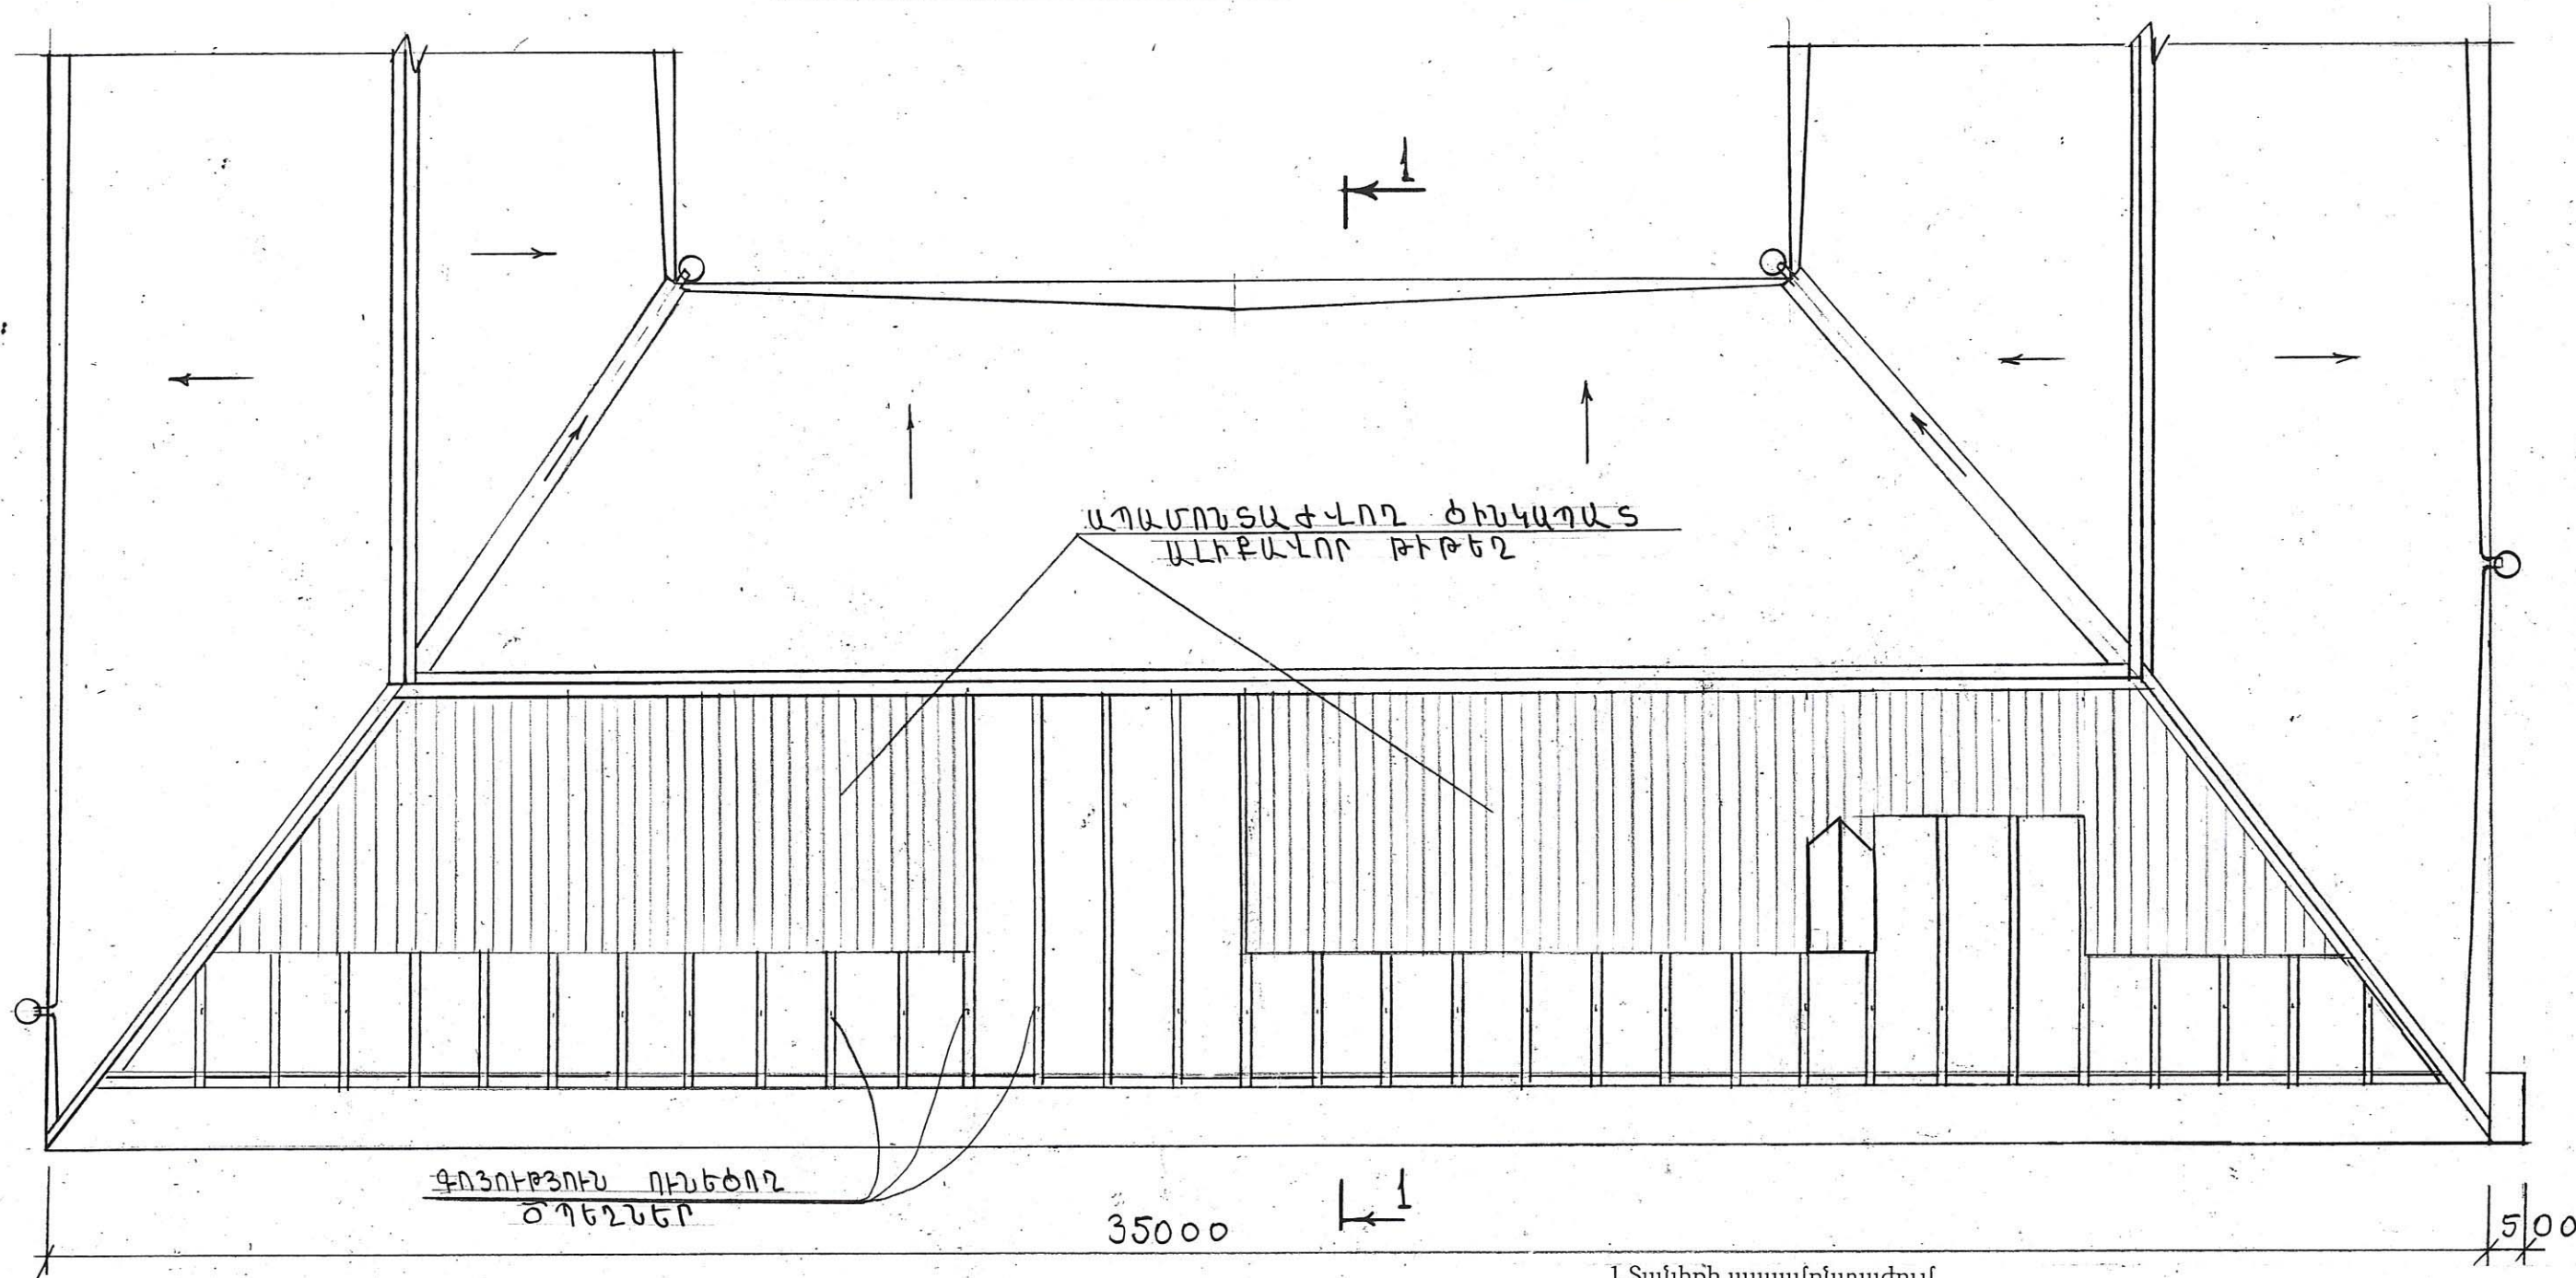 1
ԱՊԱՄՈՆՏԱԺՎՈՂ ՑԻՆԿԱՊԱՏ
ԱԼԻՔԱՎՈՐ ԹԻԹԵՂ
ԳՈՅՈՒԹՅՈՒՆ ՈՒՆԵՑՈՂ
ԾՊԵՂՆԵՐ
1
35000
500